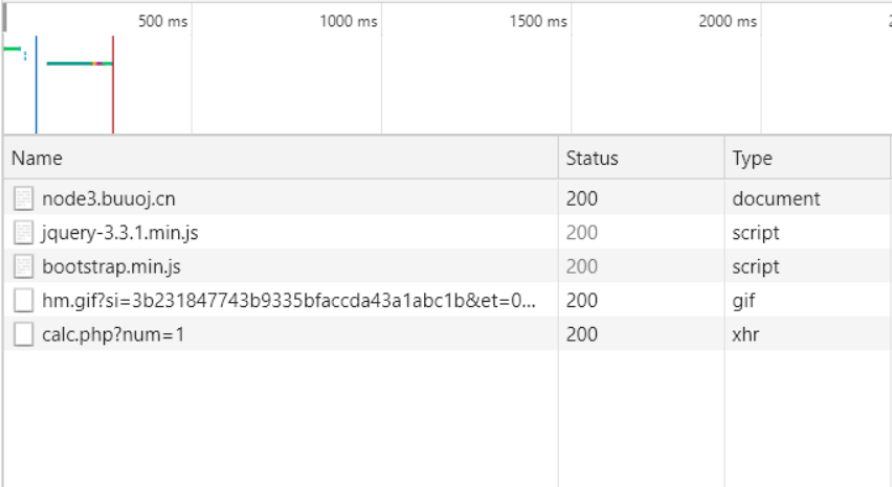 500 ms 1000 ms 1500 ms 2000 ms 2
Name Status Type
node3.buuoj.cn 200 document
jquery-3.3.1.min.js 200 script
bootstrap.min.js 200 script
hm.gif?si=3b231847743b9335bfaccda43a1abc1b&et=0... 200 gif
calc.php?num=1 200 xhr